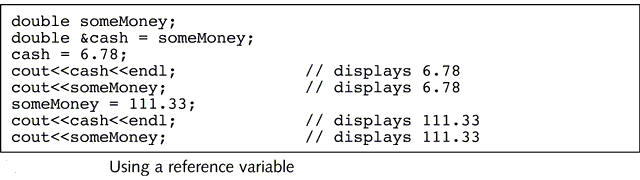 double someMoney;
double &cash = someMoney;
cash = 6.78;
cout<<cash<<endl; // displays 6.78
cout<<someMoney; // displays 6.78
someMoney = 111.33;
cout<<cash<<endl; // displays 111.33
cout<<someMoney; // displays 111.33
Using a reference variable